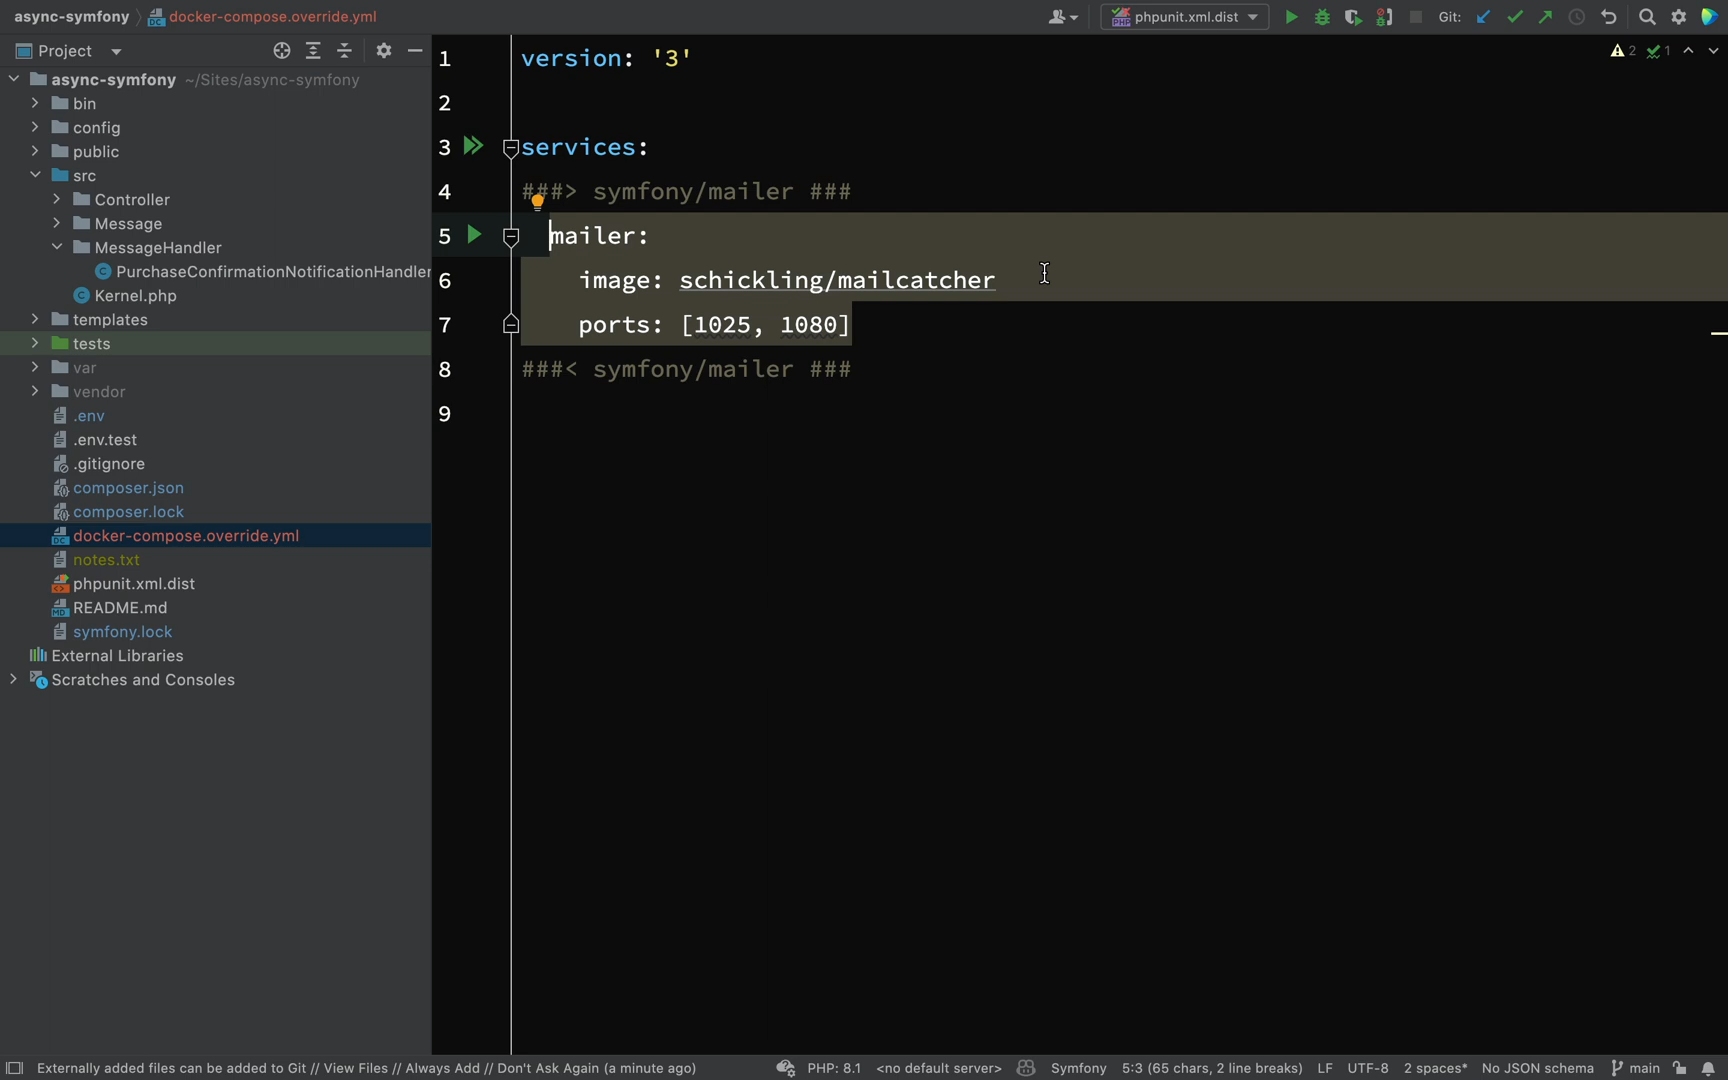 async-symfony docker-compose.override.yml phpunit.xml.dist Git:
Project
async-symfony ~/Sites/async-symfony
bin
config
public
src
Controller
Message
MessageHandler
PurchaseConfirmationNotificationHandler
Kernel.php
templates
tests
var
vendor
.env
.env.test
.gitignore
composer.json
composer.lock
docker-compose.override.yml
notes.txt
phpunit.xml.dist
README.md
symfony.lock
External Libraries
Scratches and Consoles
2 1
1 version: '3'
2
3 services:
4 ###> symfony/mailer ###
5 mailer:
6 image: schickling/mailcatcher
7 ports: [1025, 1080]
8 ###< symfony/mailer ###
9
Externally added files can be added to Git // View Files // Always Add // Don't Ask Again (a minute ago) PHP: 8.1 <no default server> Symfony 5:3 (65 chars, 2 line breaks) LF UTF-8 2 spaces* No JSON schema main